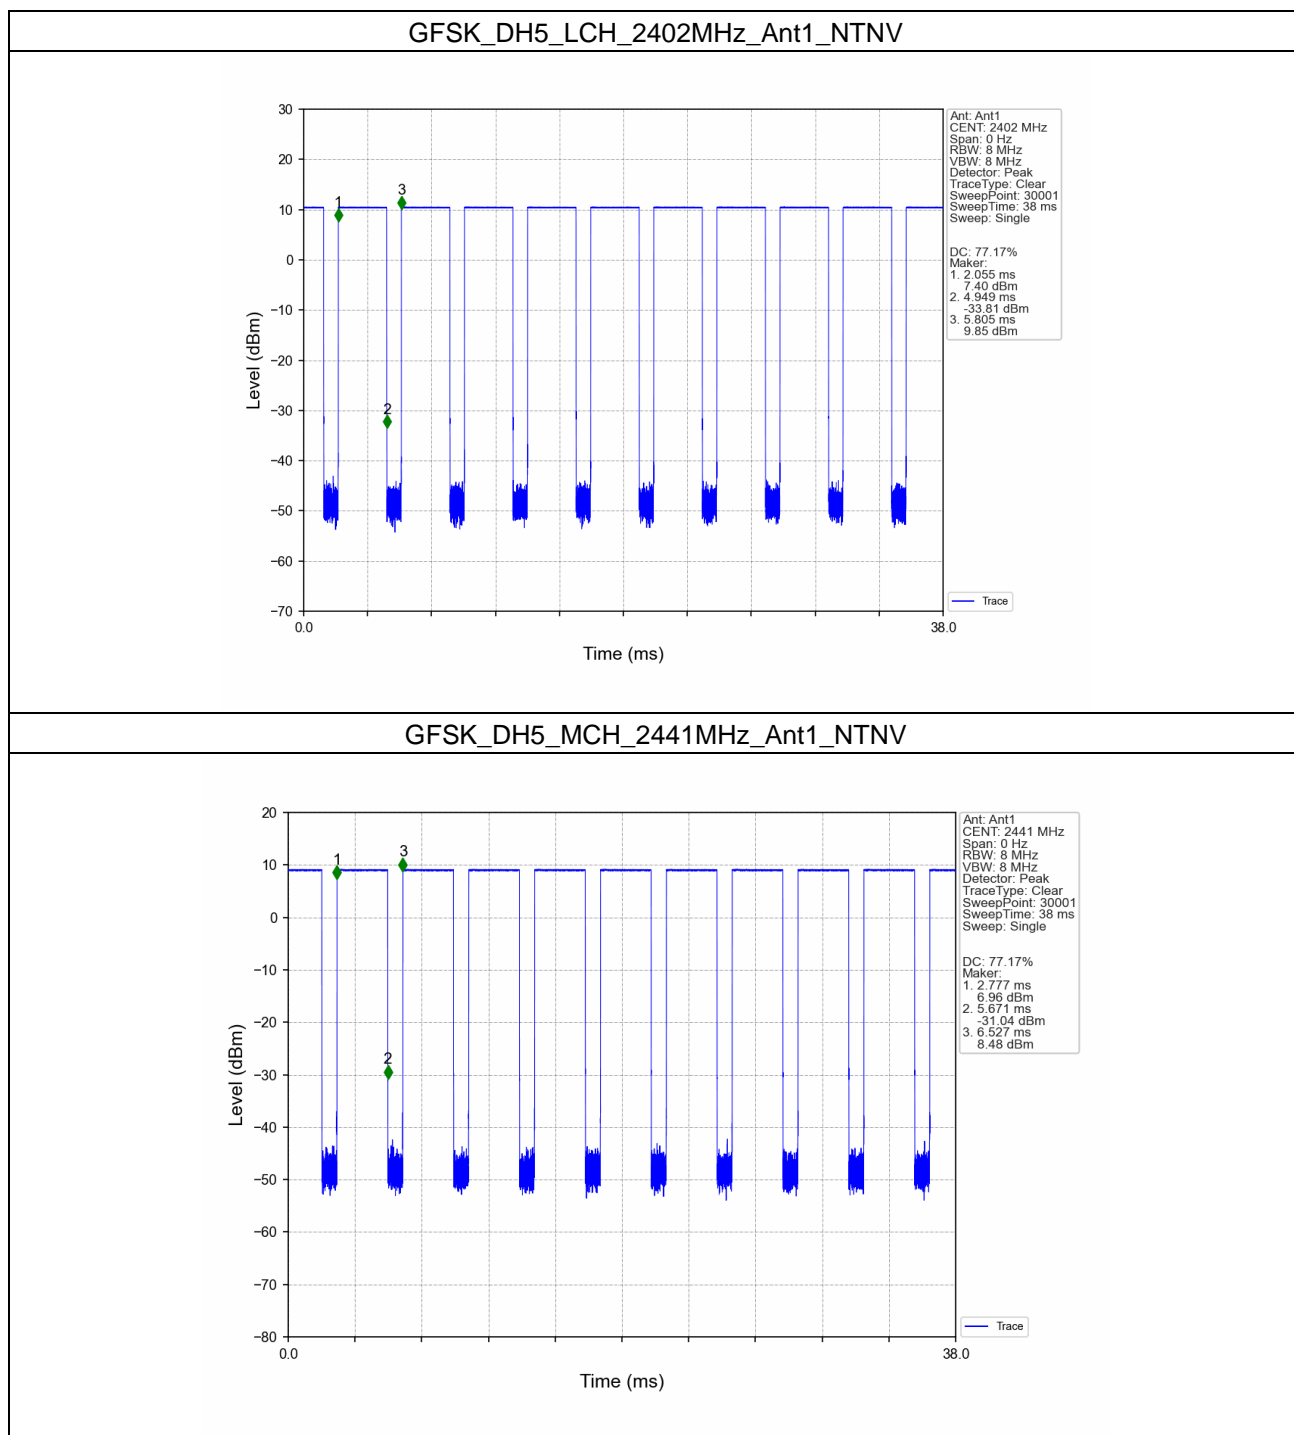 GFSK_DH5_LCH_2402MHz_Ant1_NTNV
30
20
10
0
−10
−20
−30
−40
−50
−60
−70
Level (dBm)
1
2
3
0.0
38.0
Time (ms)
Ant: Ant1
CENT: 2402 MHz
Span: 0 Hz
RBW: 8 MHz
VBW: 8 MHz
Detector: Peak
TraceType: Clear
SweepPoint: 30001
SweepTime: 38 ms
Sweep: Single
DC: 77.17%
Maker:
1. 2.055 ms
7.40 dBm
2. 4.949 ms
-33.81 dBm
3. 5.805 ms
9.85 dBm
Trace
GFSK_DH5_MCH_2441MHz_Ant1_NTNV
20
10
0
−10
−20
−30
−40
−50
−60
−70
−80
Level (dBm)
1
2
3
0.0
38.0
Time (ms)
Ant: Ant1
CENT: 2441 MHz
Span: 0 Hz
RBW: 8 MHz
VBW: 8 MHz
Detector: Peak
TraceType: Clear
SweepPoint: 30001
SweepTime: 38 ms
Sweep: Single
DC: 77.17%
Maker:
1. 2.777 ms
6.96 dBm
2. 5.671 ms
-31.04 dBm
3. 6.527 ms
8.48 dBm
Trace